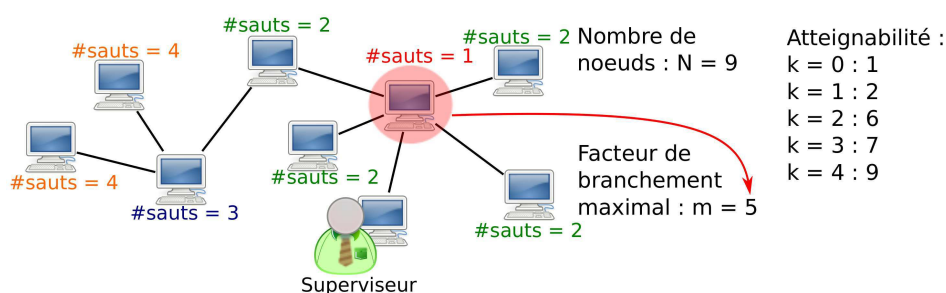 #sauts = 4
#sauts = 2
#sauts = 1
#sauts = 2
#sauts = 4
#sauts = 3
#sauts = 2
#sauts = 2
Superviseur
Nombre de
noeuds : N = 9
Facteur de
branchement
maximal : m = 5
Atteignabilité :
k = 0 : 1
k = 1 : 2
k = 2 : 6
k = 3 : 7
k = 4 : 9